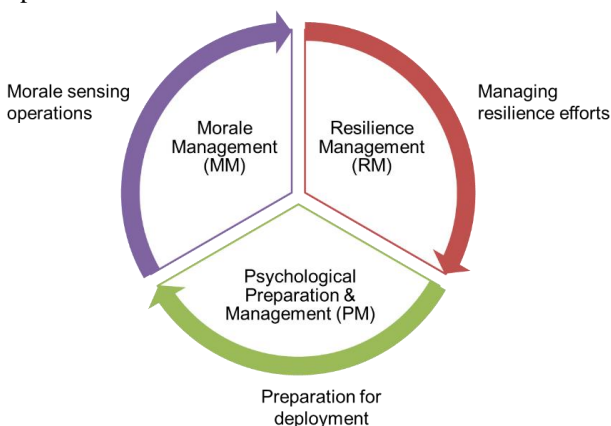 Morale sensing
operations
Morale
Management
(MM)
Resilience
Management
(RM)
Managing
resilience efforts
Psychological
Preparation &
Management (PM)
Preparation for
deployment